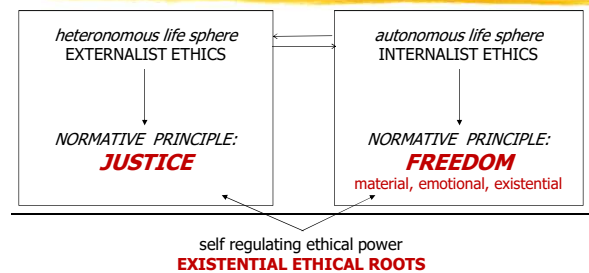 heteronomous life sphere
EXTERNALIST ETHICS
NORMATIVE PRINCIPLE:
JUSTICE
autonomous life sphere
INTERNALIST ETHICS
NORMATIVE PRINCIPLE:
FREEDOM
material, emotional, existential
self regulating ethical power
EXISTENTIAL ETHICAL ROOTS